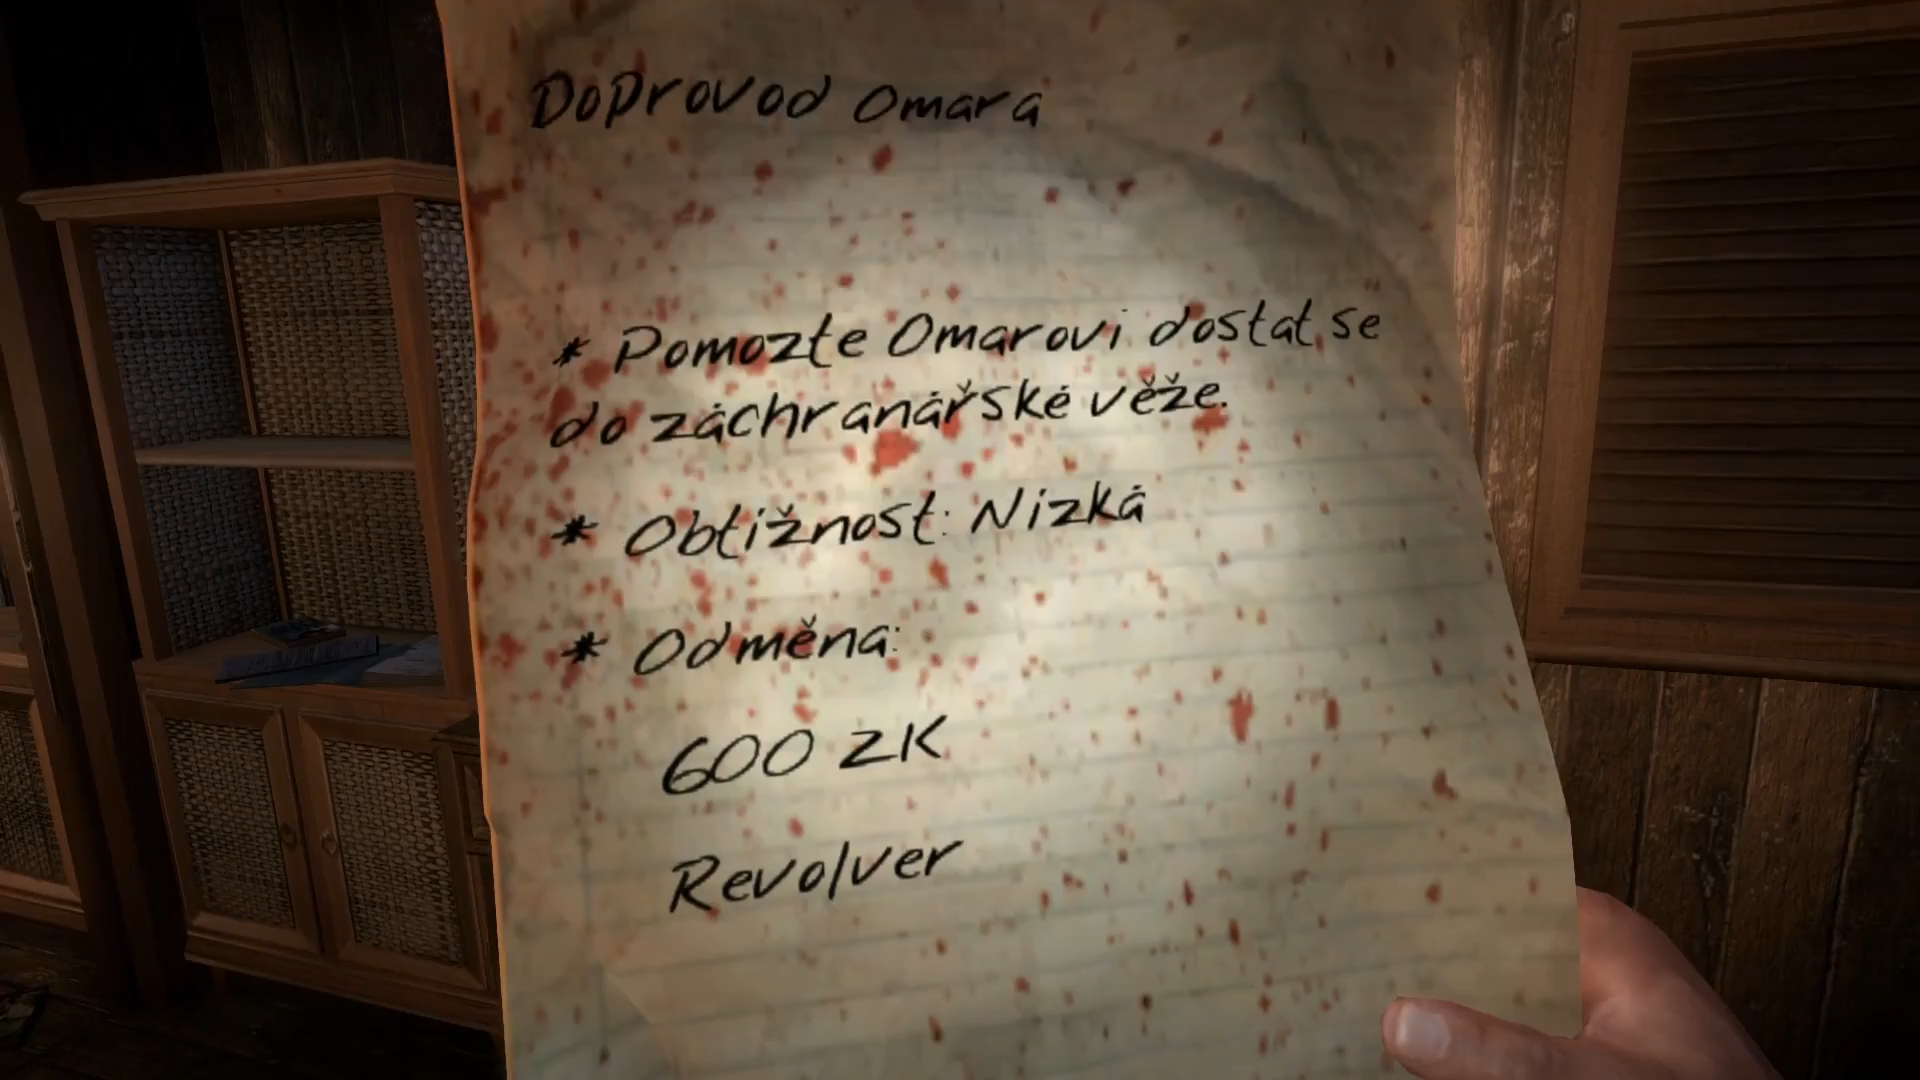 Doprovod Omara
* Pomozte Omarovi dostat se
do záchranářské věže.
* Obtížnost: Nízká
* Odměna:
600 ZK
Revolver